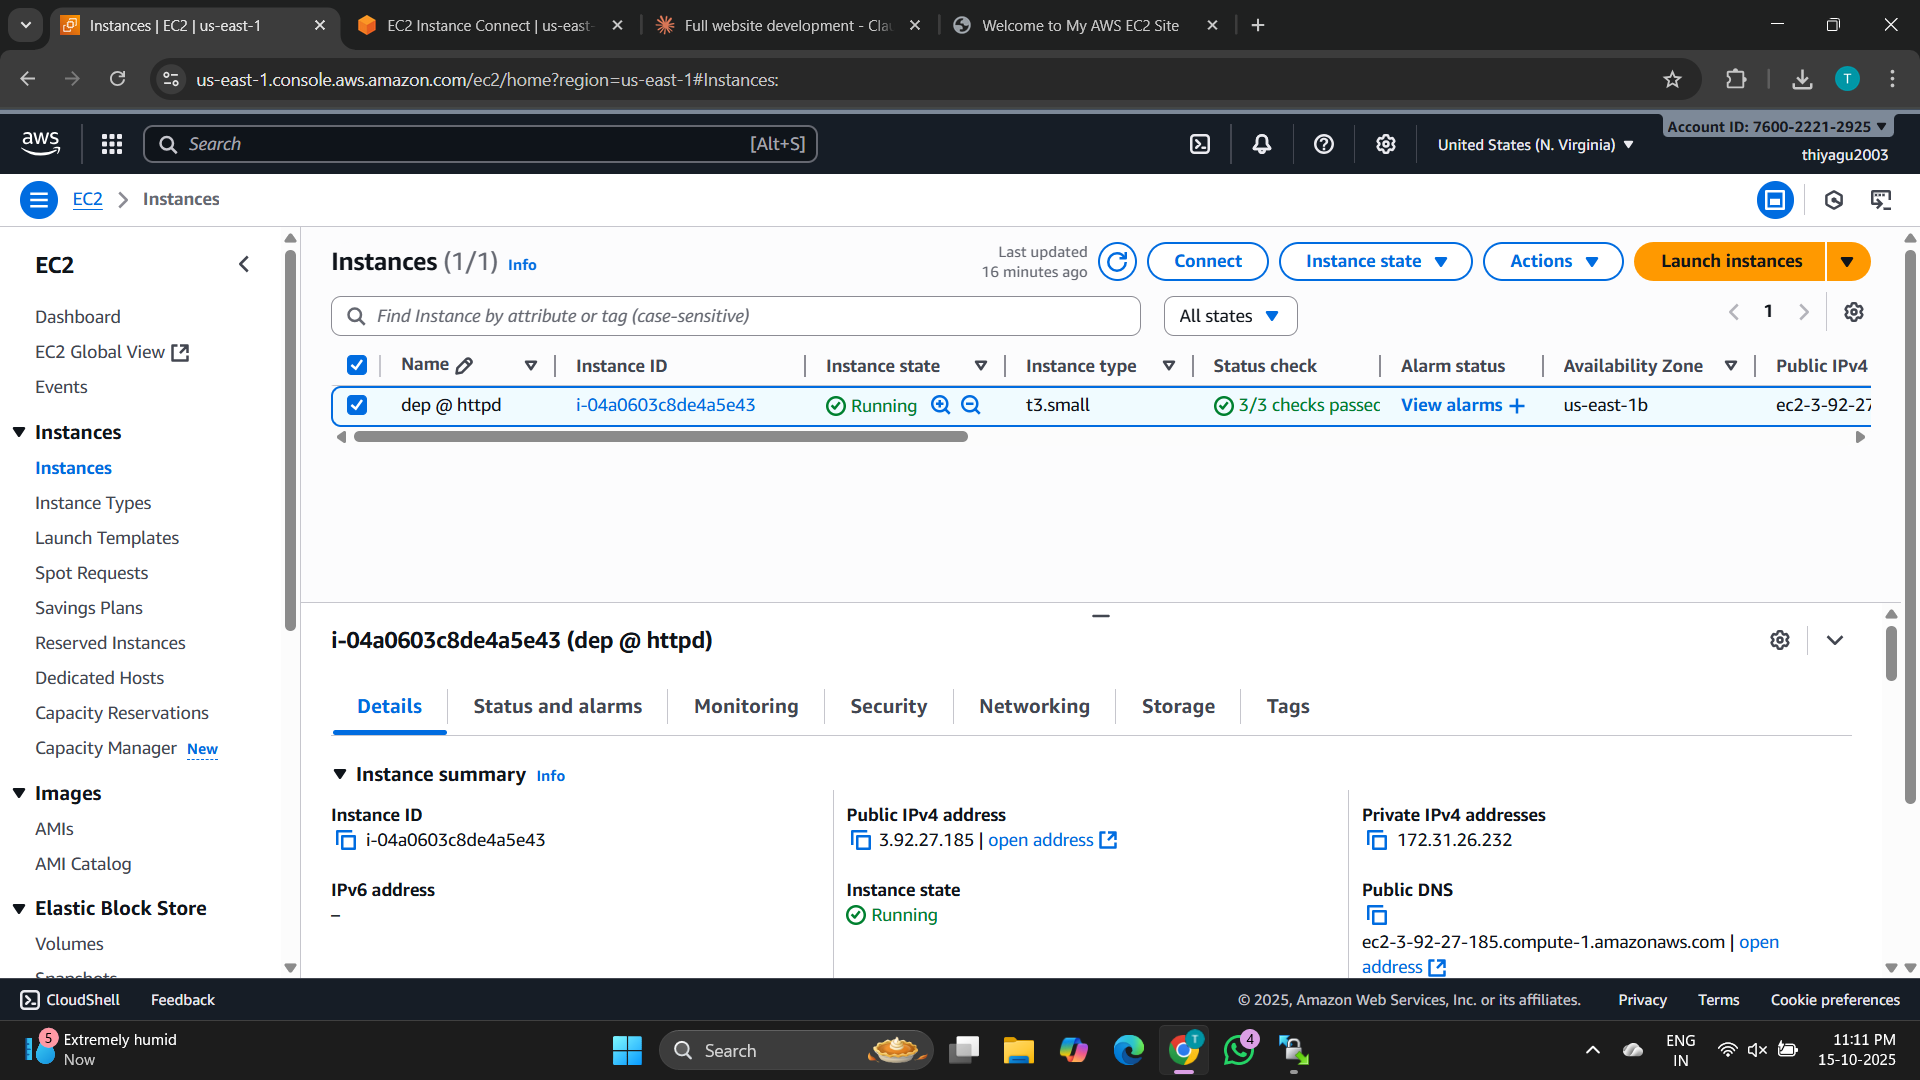 Instances | EC2 | us-east-1
EC2 Instance Connect | us-east-
Full website development - Cla
Welcome to My AWS EC2 Site
us-east-1.console.aws.amazon.com/ec2/home?region=us-east-1#Instances:
T
aws
Search
[Alt+S]
United States (N. Virginia)
Account ID: 7600-2221-2925
thiyagu2003
EC2
Instances
EC2
Dashboard
EC2 Global View
Events
Instances
Instances
Instance Types
Launch Templates
Spot Requests
Savings Plans
Reserved Instances
Dedicated Hosts
Capacity Reservations
Capacity Manager New
Images
AMIs
AMI Catalog
Elastic Block Store
Volumes
Snapshots
Instances (1/1) Info
Last updated
16 minutes ago
Connect
Instance state
Actions
Launch instances
Find Instance by attribute or tag (case-sensitive)
All states
1
Name Instance ID Instance state Instance type Status check Alarm status Availability Zone Public IPv4
dep @ httpd i-04a0603c8de4a5e43 Running t3.small 3/3 checks passed View alarms us-east-1b ec2-3-92-27
i-04a0603c8de4a5e43 (dep @ httpd)
Details Status and alarms Monitoring Security Networking Storage Tags
Instance summary Info
Instance ID
i-04a0603c8de4a5e43
Public IPv4 address
3.92.27.185 | open address
Private IPv4 addresses
172.31.26.232
IPv6 address
–
Instance state
Running
Public DNS
ec2-3-92-27-185.compute-1.amazonaws.com | open
address
CloudShell Feedback
© 2025, Amazon Web Services, Inc. or its affiliates. Privacy Terms Cookie preferences
5
Extremely humid
Now
Search
T
4
ENG
IN
11:11 PM
15-10-2025